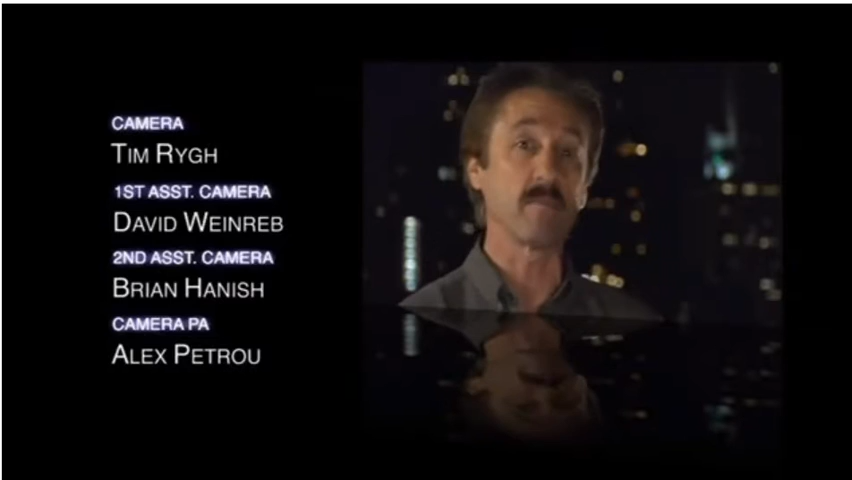 CAMERA
TIM RYGH
1ST ASST. CAMERA
DAVID WEINREB
2ND ASST. CAMERA
BRIAN HANISH
CAMERA PA
ALEX PETROU